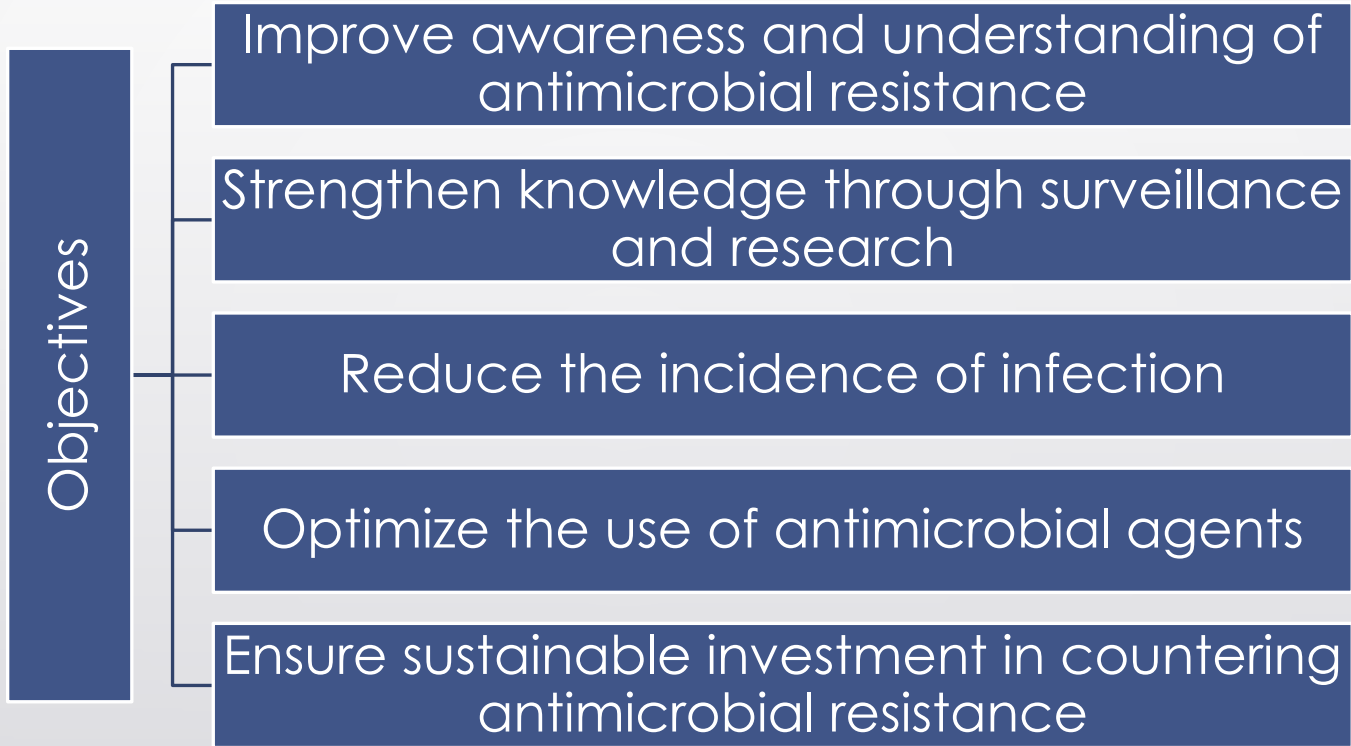 Objectives
Improve awareness and understanding of
antimicrobial resistance
Strengthen knowledge through surveillance
and research
Reduce the incidence of infection
Optimize the use of antimicrobial agents
Ensure sustainable investment in countering
antimicrobial resistance